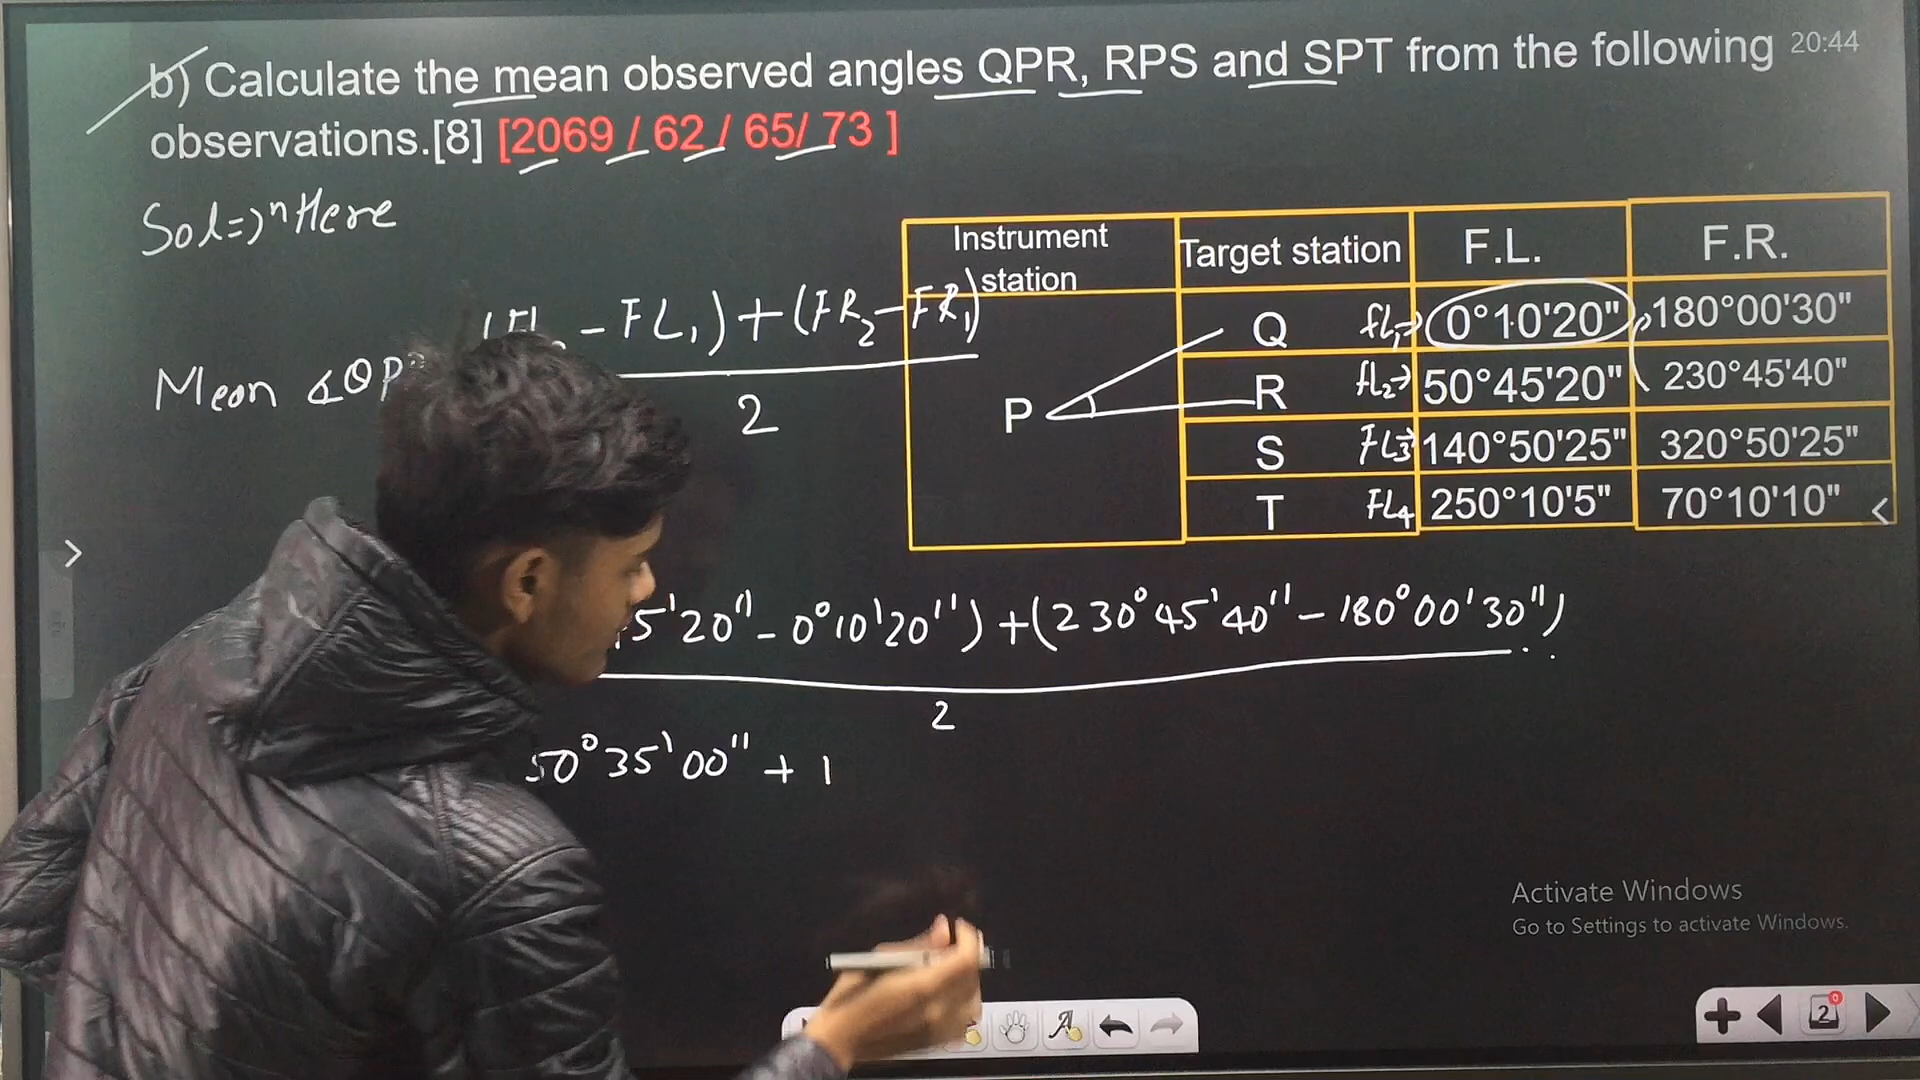 b) Calculate the mean observed angles QPR, RPS and SPT from the following 20:44
observations.[8] [2069 / 62 / 65/ 73 ]
Sol=>ⁿ Here
Instrument station Target station F.L. F.R.
Mean ∠QP - FL₁) + (FR₂ - FR₁)
2
P
Q fL₁→ 0°10'20" 180°00'30"
R fL₂→ 50°45'20" 230°45'40"
S FL3→ 140°50'25" 320°50'25"
T FL4 250°10'5" 70°10'10"
5'20" - 0°10'20") + (230°45'40" - 180°00'30")
2
50°35'00" + 1
Activate Windows
Go to Settings to activate Windows.
2